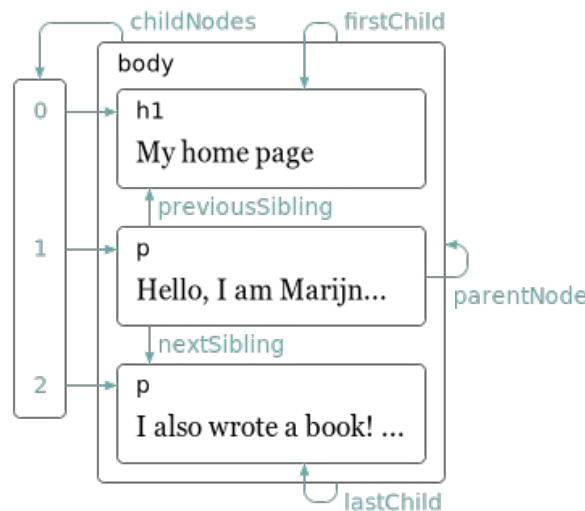 childNodes firstChild
body
0 h1
My home page
previousSibling
1 p
Hello, I am Marijn...
parentNode
nextSibling
2 p
I also wrote a book! ...
lastChild